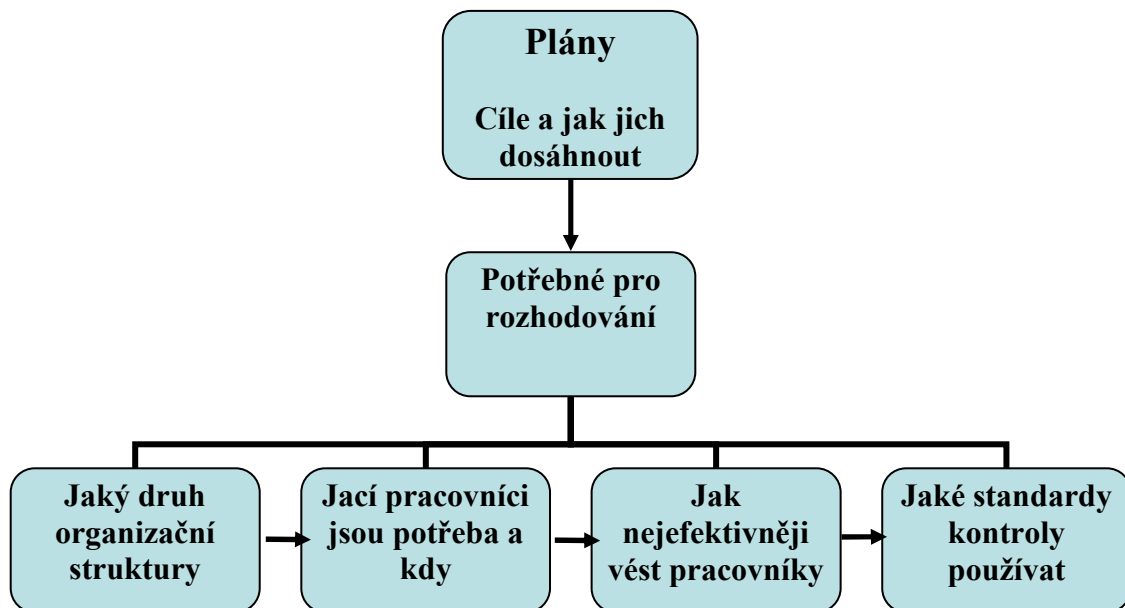 Plány
Cíle a jak jich
dosáhnout
Potřebné pro
rozhodování
Jaký druh
organizační
struktury
Jací pracovníci
jsou potřeba a
kdy
Jak
nejefektivněji
vést pracovníky
Jaké standardy
kontroly
používat